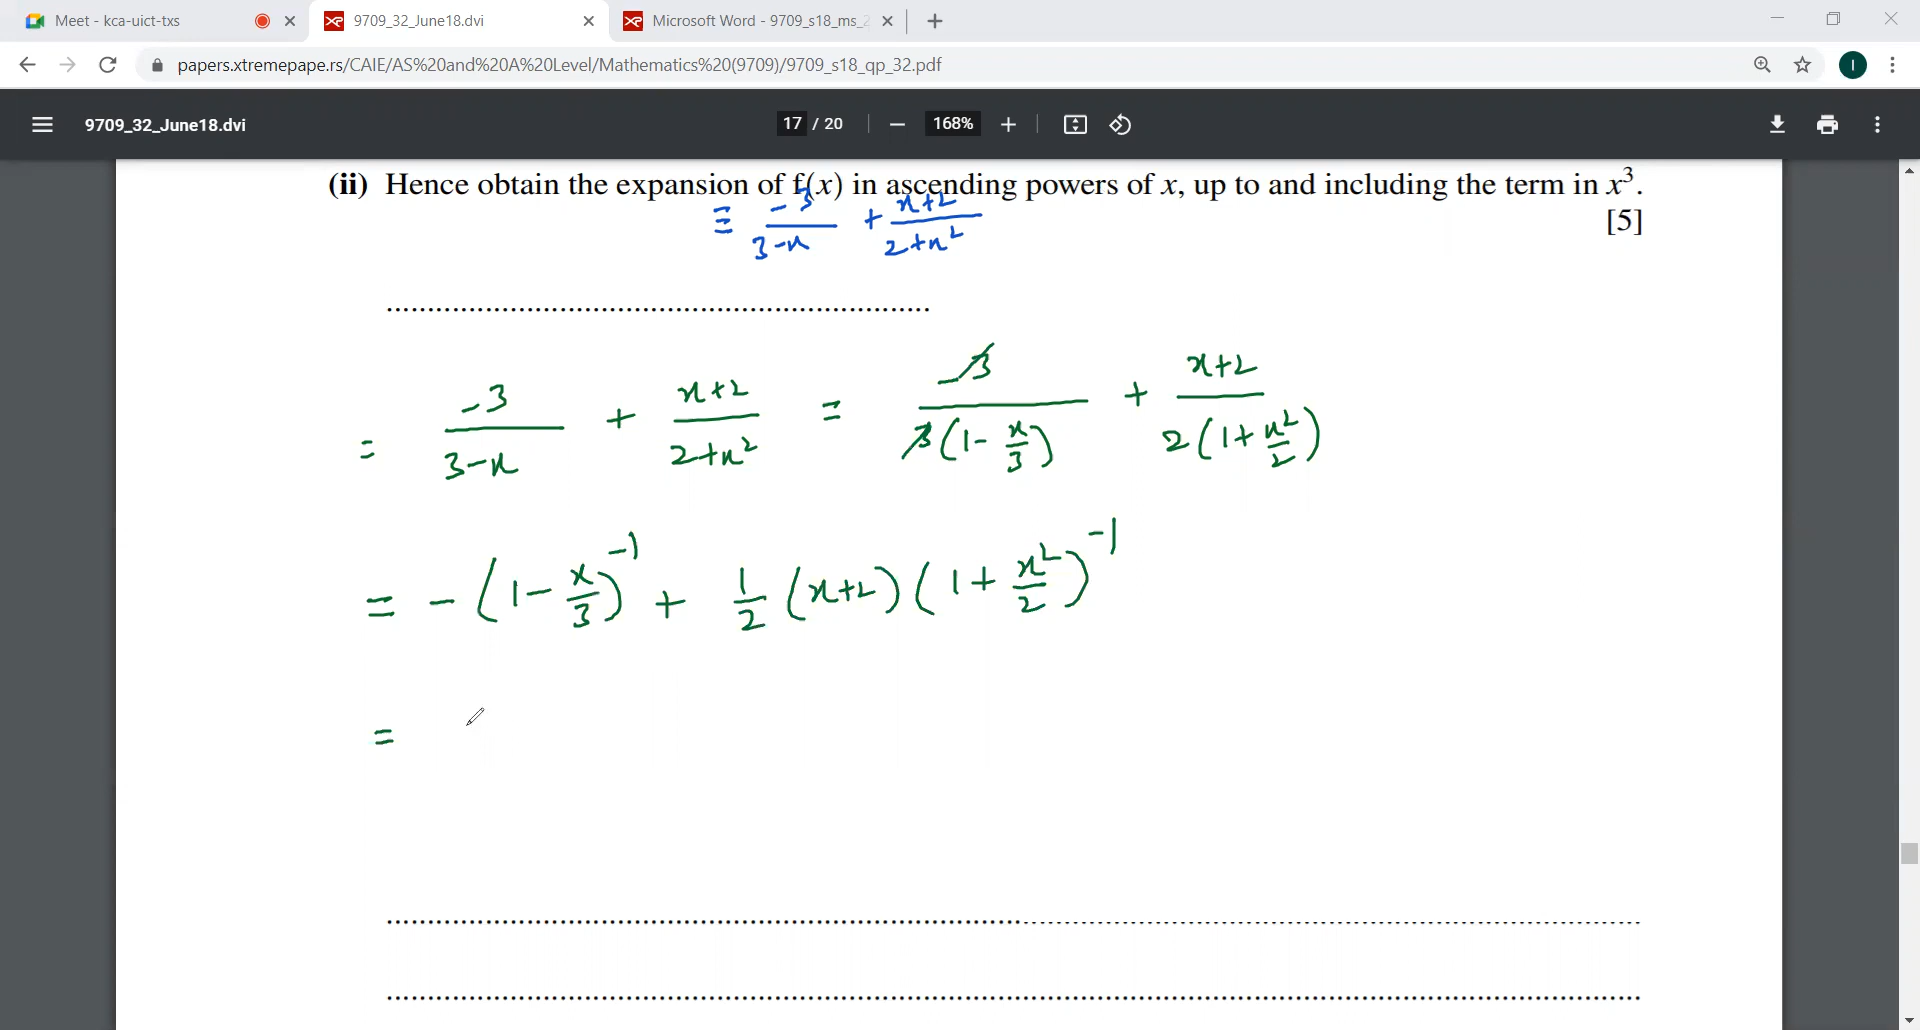 Meet - kca-uict-txs
9709_32_June18.dvi
Microsoft Word - 9709_s18_ms_
papers.xtremepape.rs/CAIE/AS%20and%20A%20Level/Mathematics%20(9709)/9709_s18_qp_32.pdf
I
9709_32_June18.dvi
17 / 20
168%
(ii) Hence obtain the expansion of f(x) in ascending powers of x, up to and including the term in x³.
[5]
≡ -3/(3-x) + (x+2)/(2+x²)
= -3/(3-x) + (x+2)/(2+x²) = -3/(3(1-x/3)) + (x+2)/(2(1+x²/2))
= -(1-x/3)⁻¹ + 1/2 (x+2)(1+x²/2)⁻¹
=